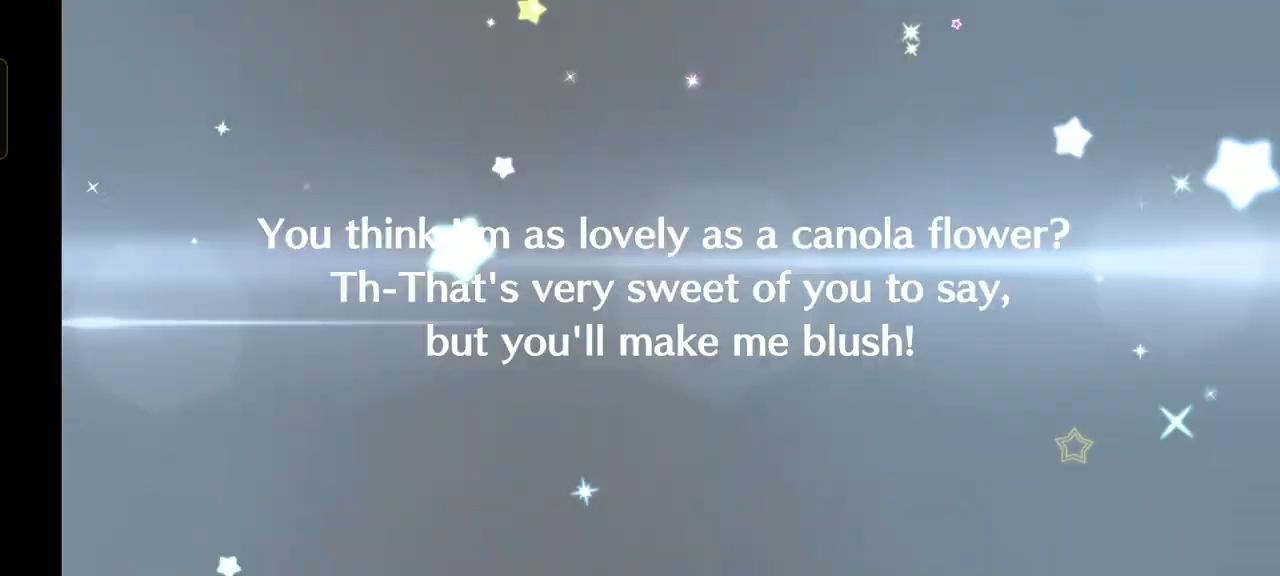 You think I'm as lovely as a canola flower?
Th-That's very sweet of you to say,
but you'll make me blush!